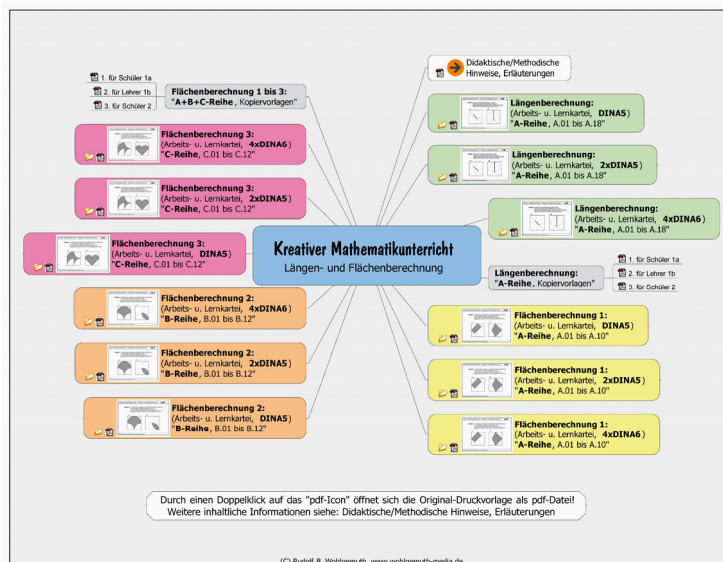 Didaktische/Methodische
Hinweise, Erläuterungen
1. für Schüler 1a
2. für Lehrer 1b
3. für Schüler 2
Flächenberechnung 1 bis 3:
"A+B+C-Reihe, Kopiervorlagen"
Flächenberechnung 3:
(Arbeits- u. Lernkartei, 4xDINA6)
"C-Reihe, C.01 bis C.12"
Flächenberechnung 3:
(Arbeits- u. Lernkartei, 2xDINA5)
"C-Reihe, C.01 bis C.12"
Flächenberechnung 3:
(Arbeits- u. Lernkartei, DINA5)
"C-Reihe, C.01 bis C.12"
Flächenberechnung 2:
(Arbeits- u. Lernkartei, 4xDINA6)
"B-Reihe, B.01 bis B.12"
Flächenberechnung 2:
(Arbeits- u. Lernkartei, 2xDINA5)
"B-Reihe, B.01 bis B.12"
Flächenberechnung 2:
(Arbeits- u. Lernkartei, DINA5)
"B-Reihe, B.01 bis B.12"
Kreativer Mathematikunterricht
Längen- und Flächenberechnung
Längenberechnung:
(Arbeits- u. Lernkartei, DINA5)
"A-Reihe, A.01 bis A.18"
Längenberechnung:
(Arbeits- u. Lernkartei, 2xDINA5)
"A-Reihe, A.01 bis A.18"
Längenberechnung:
(Arbeits- u. Lernkartei, 4xDINA6)
"A-Reihe, A.01 bis A.18"
Längenberechnung:
"A-Reihe, Kopiervorlagen"
1. für Schüler 1a
2. für Lehrer 1b
3. für Schüler 2
Flächenberechnung 1:
(Arbeits- u. Lernkartei, DINA5)
"A-Reihe, A.01 bis A.10"
Flächenberechnung 1:
(Arbeits- u. Lernkartei, 2xDINA5)
"A-Reihe, A.01 bis A.10"
Flächenberechnung 1:
(Arbeits- u. Lernkartei, 4xDINA6)
"A-Reihe, A.01 bis A.10"
Durch einen Doppelklick auf das "pdf-Icon" öffnet sich die Original-Druckvorlage als pdf-Datei!
Weitere inhaltliche Informationen siehe: Didaktische/Methodische Hinweise, Erläuterungen
(C) Rudolf B. Wohlgemuth, www.wohlgemuth-media.de